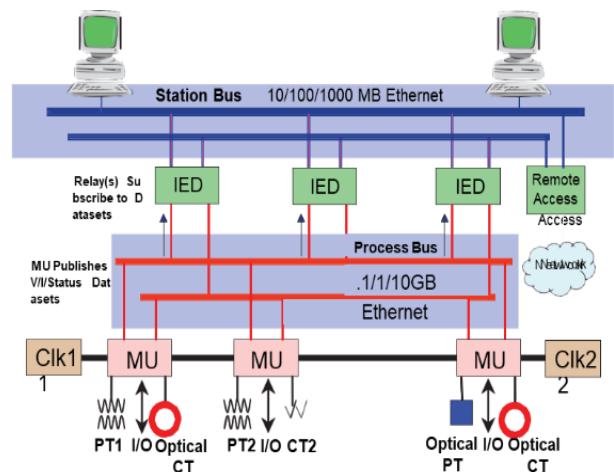 Station Bus 10/100/1000 MB Ethernet
Relay(s) Su
bscribe to D
atasets
IED
IED
IED
Remote
Access
Access
Process Bus
MU Publishes
V/I/Status Dat
asets
.1/1/10GB
Ethernet
Clk1
1
MU
MU
MU
Clk2
2
PT1 I/O Optical
CT
PT2 I/O CT2
Optical I/O Optical
PT CT